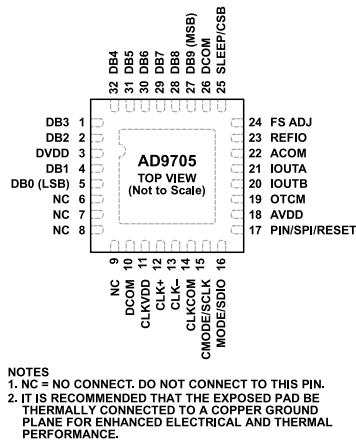 32 DB4
31 DB5
30 DB6
29 DB7
28 DB8
27 DB9 (MSB)
26 DCOM
25 SLEEP/CSB
DB3 1
DB2 2
DVDD 3
DB1 4
DB0 (LSB) 5
NC 6
NC 7
NC 8
AD9705
TOP VIEW
(Not to Scale)
24 FS ADJ
23 REFIO
22 ACOM
21 IOUTA
20 IOUTB
19 OTCM
18 AVDD
17 PIN/SPI/RESET
NC 9
DCOM 10
CLKVDD 11
CLK+ 12
CLK– 13
CLKCOM 14
CMODE/SCLK 15
MODE/SDIO 16
NOTES
1. NC = NO CONNECT. DO NOT CONNECT TO THIS PIN.
2. IT IS RECOMMENDED THAT THE EXPOSED PAD BE
THERMALLY CONNECTED TO A COPPER GROUND
PLANE FOR ENHANCED ELECTRICAL AND THERMAL
PERFORMANCE.